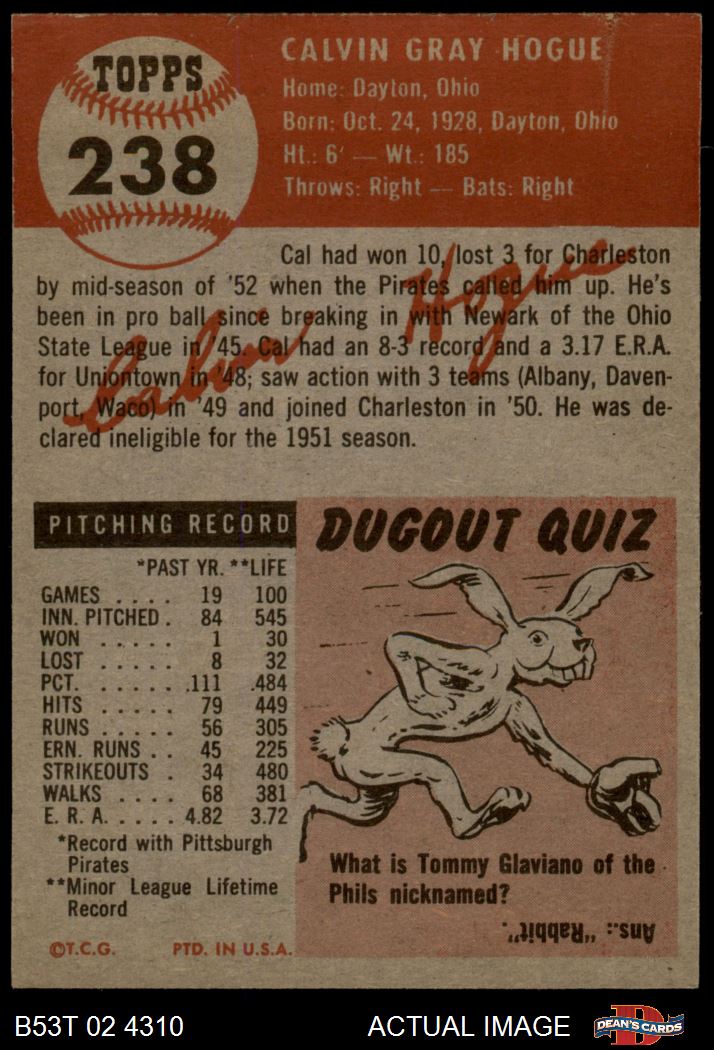 TOPPS
238
CALVIN GRAY HOGUE
Home: Dayton, Ohio
Born: Oct. 24, 1928, Dayton, Ohio
Ht.: 6' — Wt.: 185
Throws: Right — Bats: Right
Cal had won 10, lost 3 for Charleston
by mid-season of '52 when the Pirates called him up. He's
been in pro ball since breaking in with Newark of the Ohio
State League in '45. Cal had an 8-3 record and a 3.17 E.R.A.
for Uniontown in '48; saw action with 3 teams (Albany, Daven-
port, Waco) in '49 and joined Charleston in '50. He was de-
clared ineligible for the 1951 season.
Calvin Hogue
PITCHING RECORD
*PAST YR. **LIFE
GAMES . . . . 19 100
INN. PITCHED . 84 545
WON . . . . . 1 30
LOST . . . . . 8 32
PCT. . . . . . .111 .484
HITS . . . . . 79 449
RUNS . . . . . 56 305
ERN. RUNS . . 45 225
STRIKEOUTS . 34 480
WALKS . . . . 68 381
E. R. A. . . . . 4.82 3.72
*Record with Pittsburgh
Pirates
**Minor League Lifetime
Record
©T.C.G. PTD. IN U.S.A.
DUGOUT QUIZ
What is Tommy Glaviano of the
Phils nicknamed?
Ans.: "Rabbit".
B53T 02 4310
ACTUAL IMAGE
D
DEAN'S CARDS